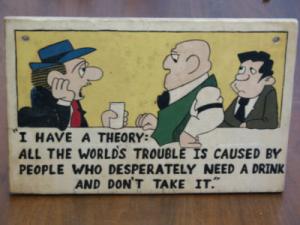 "I HAVE A THEORY:
ALL THE WORLD'S TROUBLE IS CAUSED BY
PEOPLE WHO DESPERATELY NEED A DRINK
AND DON'T TAKE IT."